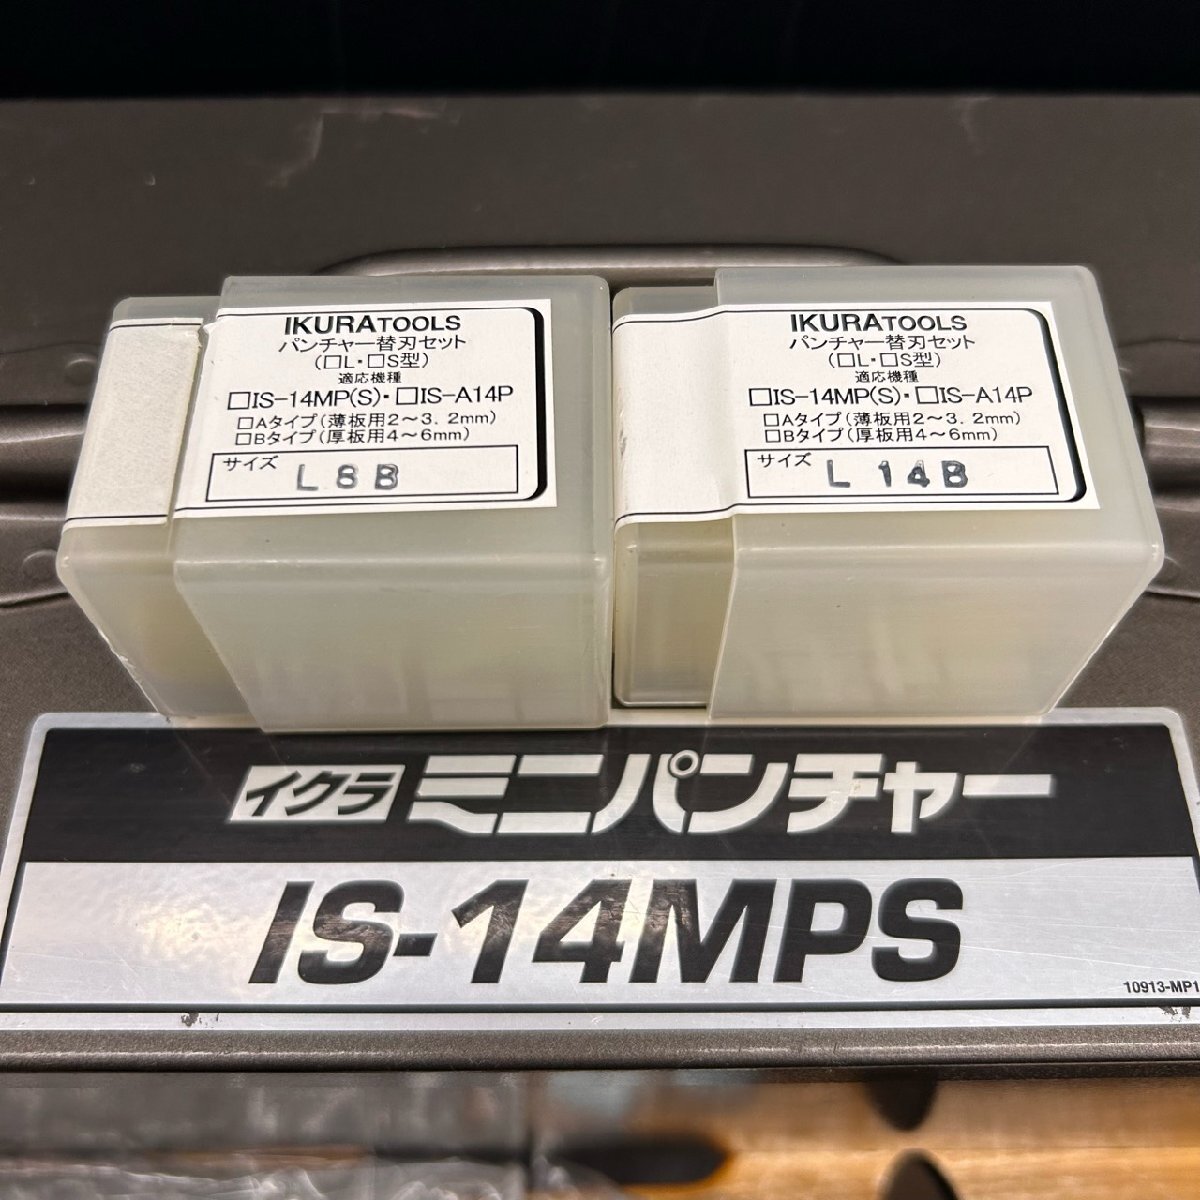 IKURATOOLS
パンチャー替刃セット
(□L・□S型)
適応機種
□IS-14MP(S)・□IS-A14P
□Aタイプ(薄板用2～3.2mm)
□Bタイプ(厚板用4～6mm)
サイズ
L 8 B
IKURATOOLS
パンチャー替刃セット
(□L・□S型)
適応機種
□IS-14MP(S)・□IS-A14P
□Aタイプ(薄板用2～3.2mm)
□Bタイプ(厚板用4～6mm)
サイズ
L 14B
イクラ ミニパンチャー
IS-14MPS
10913-MP1